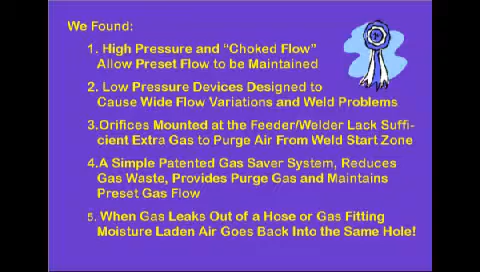 We Found:
1. High Pressure and “Choked Flow”
Allow Preset Flow to be Maintained
2. Low Pressure Devices Designed to
Cause Wide Flow Variations and Weld Problems
3.Orifices Mounted at the Feeder/Welder Lack Suffi-
cient Extra Gas to Purge Air From Weld Start Zone
4.A Simple Patented Gas Saver System, Reduces
Gas Waste, Provides Purge Gas and Maintains
Preset Gas Flow
5. When Gas Leaks Out of a Hose or Gas Fitting
Moisture Laden Air Goes Back Into the Same Hole!